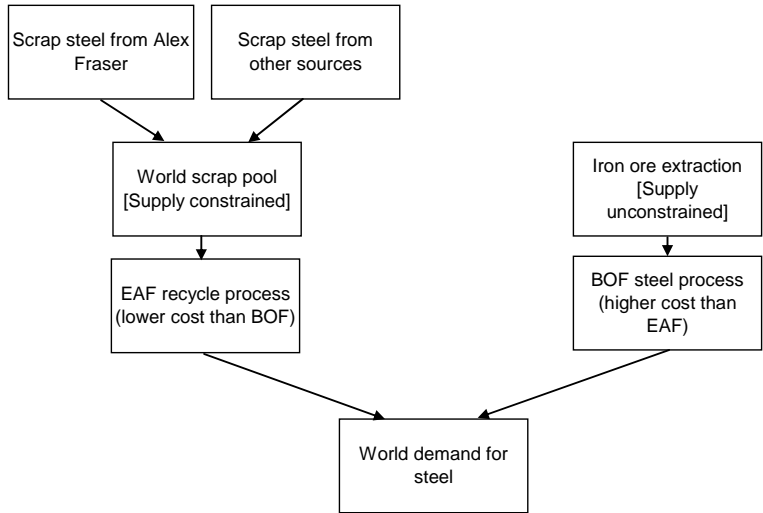 Scrap steel from Alex
Fraser
Scrap steel from
other sources
World scrap pool
[Supply constrained]
Iron ore extraction
[Supply
unconstrained]
EAF recycle process
(lower cost than BOF)
BOF steel process
(higher cost than
EAF)
World demand for
steel